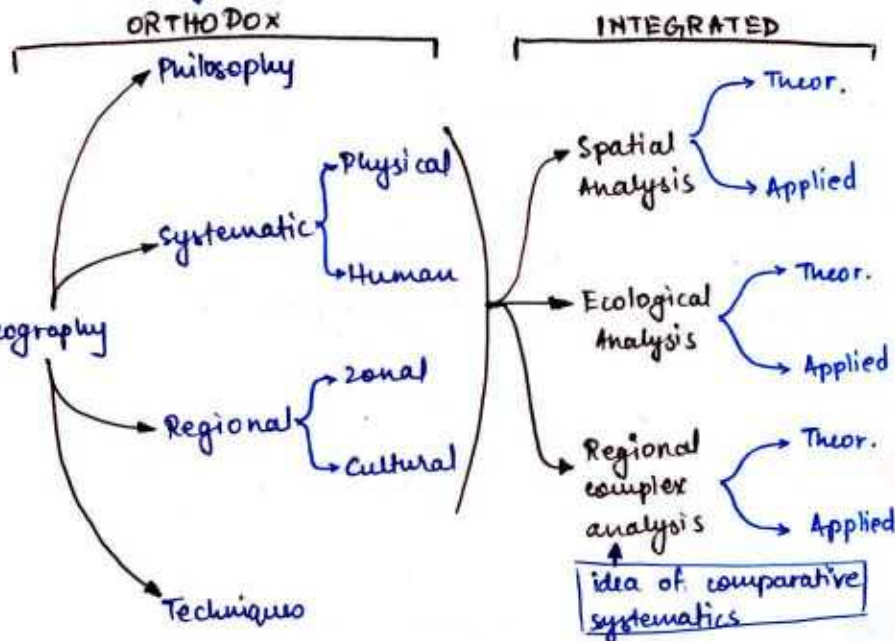 ORTHODOX
INTEGRATED
Philosophy
Systematic
Physical
Human
eography
Regional
Zonal
Cultural
Techniques
Spatial
Analysis
Theor.
Applied
Ecological
Analysis
Theor.
Applied
Regional
complex
analysis
Theor.
Applied
idea of comparative
systematics